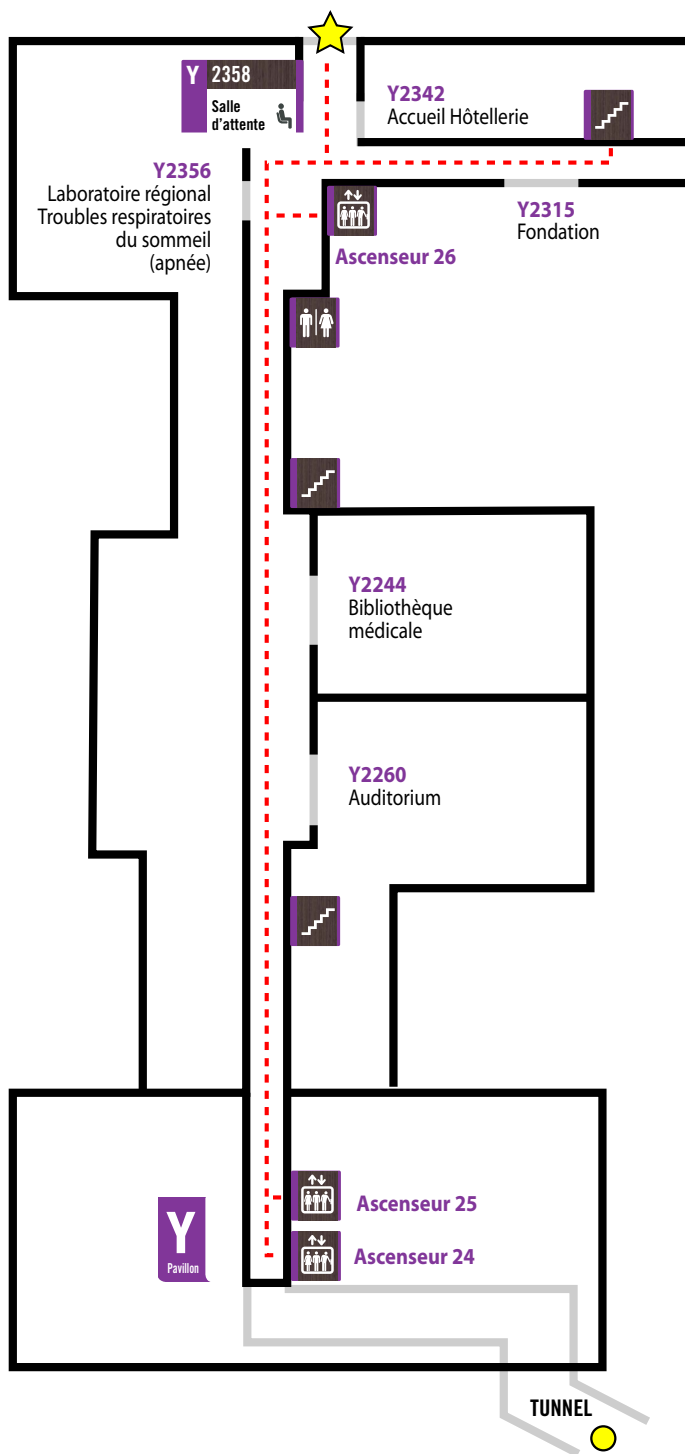 Y 2358
Salle
d'attente
Y2342
Accueil Hôtellerie
Y2356
Laboratoire régional
Troubles respiratoires
du sommeil
(apnée)
Y2315
Fondation
Ascenseur 26
Y2244
Bibliothèque
médicale
Y2260
Auditorium
Ascenseur 25
Y
Pavillon
Ascenseur 24
TUNNEL